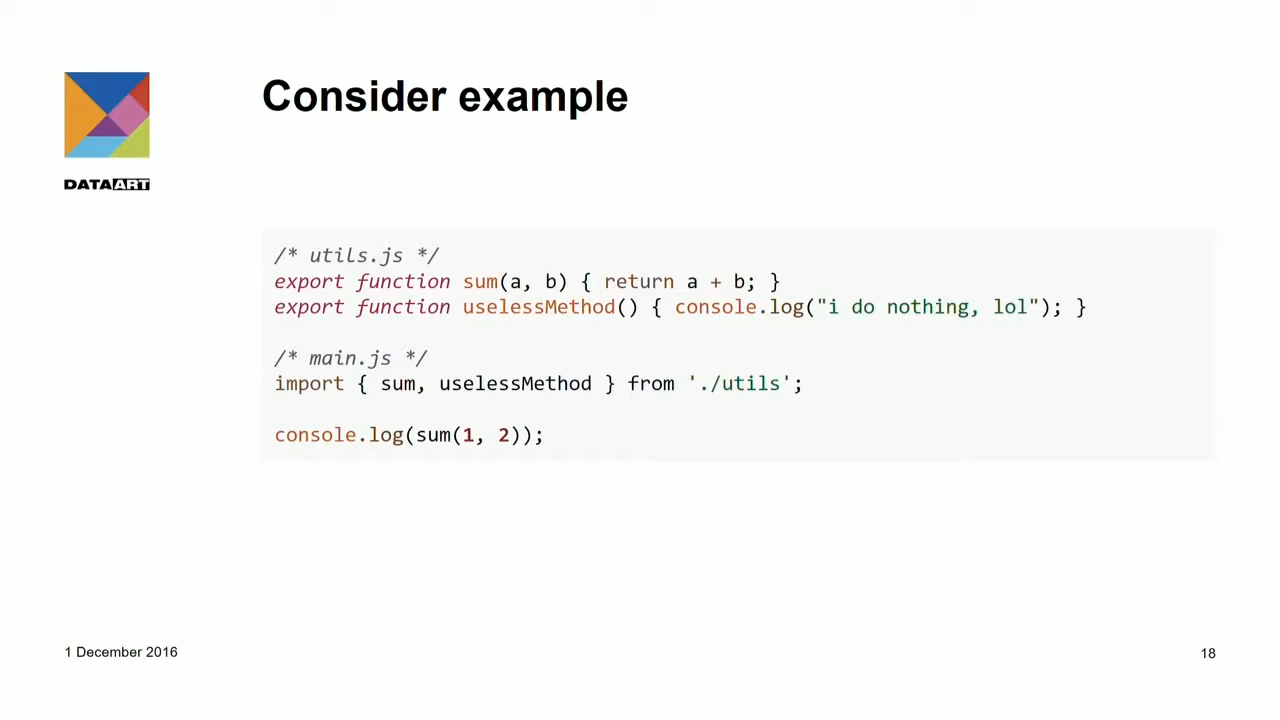 Consider example
DATAART
/* utils.js */
export function sum(a, b) { return a + b; }
export function uselessMethod() { console.log("i do nothing, lol"); }
/* main.js */
import { sum, uselessMethod } from './utils';
console.log(sum(1, 2));
1 December 2016
18